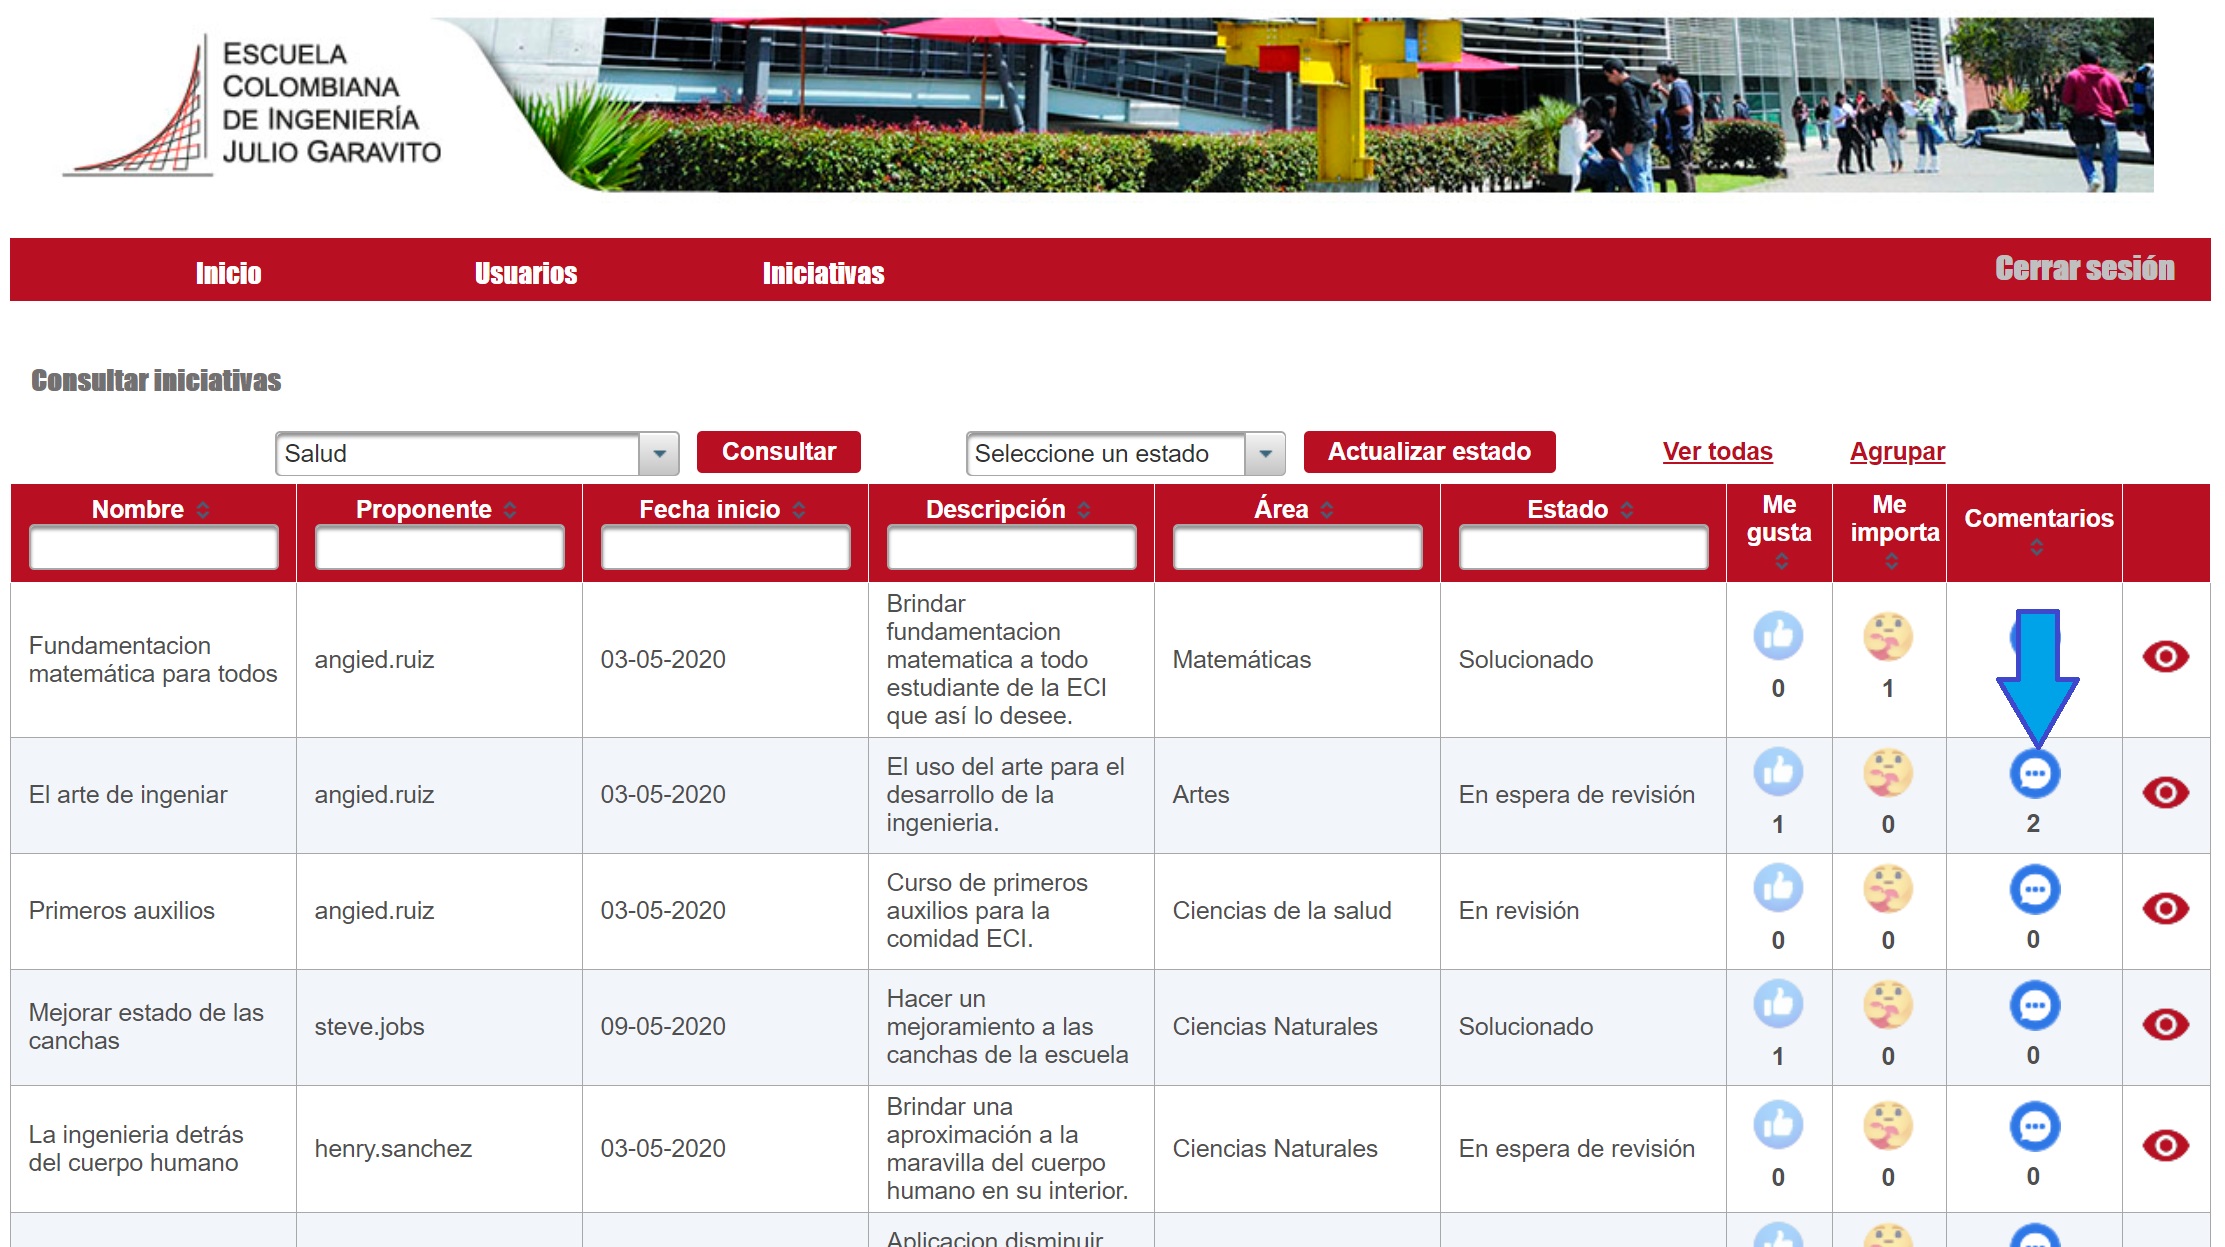 ESCUELA
COLOMBIANA
DE INGENIERÍA
JULIO GARAVITO
Inicio Usuarios Iniciativas Cerrar sesión
Consultar iniciativas
Salud Consultar Seleccione un estado Actualizar estado Ver todas Agrupar
Nombre Proponente Fecha inicio Descripción Área Estado Me gusta Me importa Comentarios
Fundamentacion
matemática para todos
angied.ruiz
03-05-2020
Brindar
fundamentacion
matematica a todo
estudiante de la ECI
que así lo desee.
Matemáticas
Solucionado
0
1
El arte de ingeniar
angied.ruiz
03-05-2020
El uso del arte para el
desarrollo de la
ingenieria.
Artes
En espera de revisión
1
0
2
Primeros auxilios
angied.ruiz
03-05-2020
Curso de primeros
auxilios para la
comidad ECI.
Ciencias de la salud
En revisión
0
0
0
Mejorar estado de las
canchas
steve.jobs
09-05-2020
Hacer un
mejoramiento a las
canchas de la escuela
Ciencias Naturales
Solucionado
1
0
0
La ingenieria detrás
del cuerpo humano
henry.sanchez
03-05-2020
Brindar una
aproximación a la
maravilla del cuerpo
humano en su interior.
Ciencias Naturales
En espera de revisión
0
0
0
Aplicacion disminuir